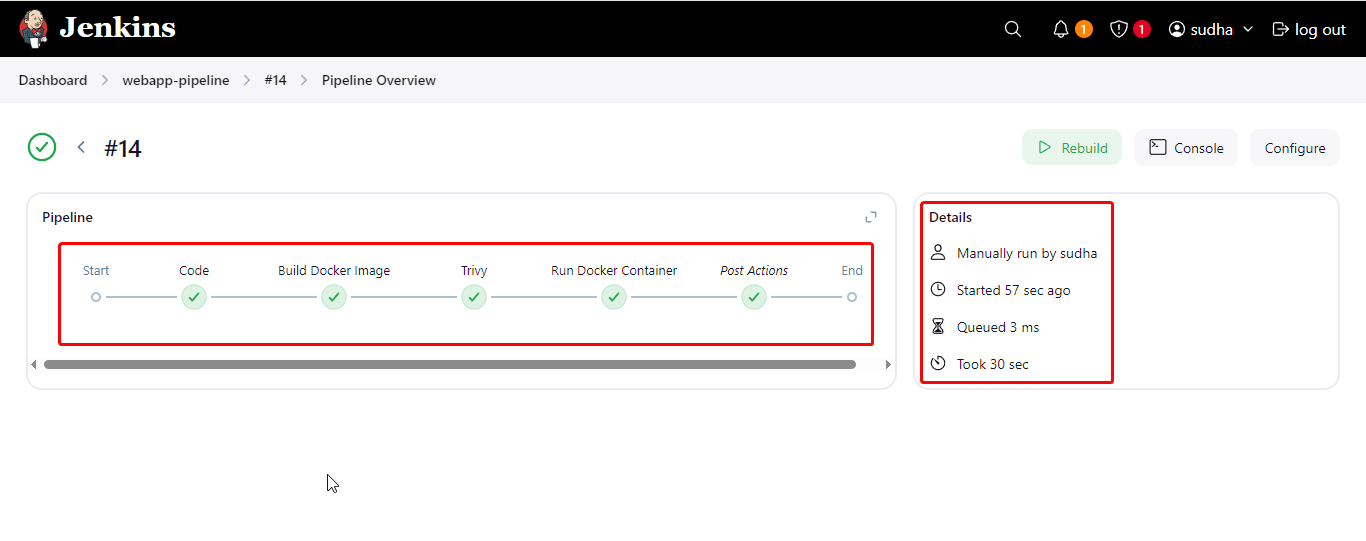 Jenkins 1 1 sudha log out
Dashboard webapp-pipeline #14 Pipeline Overview
#14 Rebuild Console Configure
Pipeline
Start Code Build Docker Image Trivy Run Docker Container Post Actions End
Details
Manually run by sudha
Started 57 sec ago
Queued 3 ms
Took 30 sec